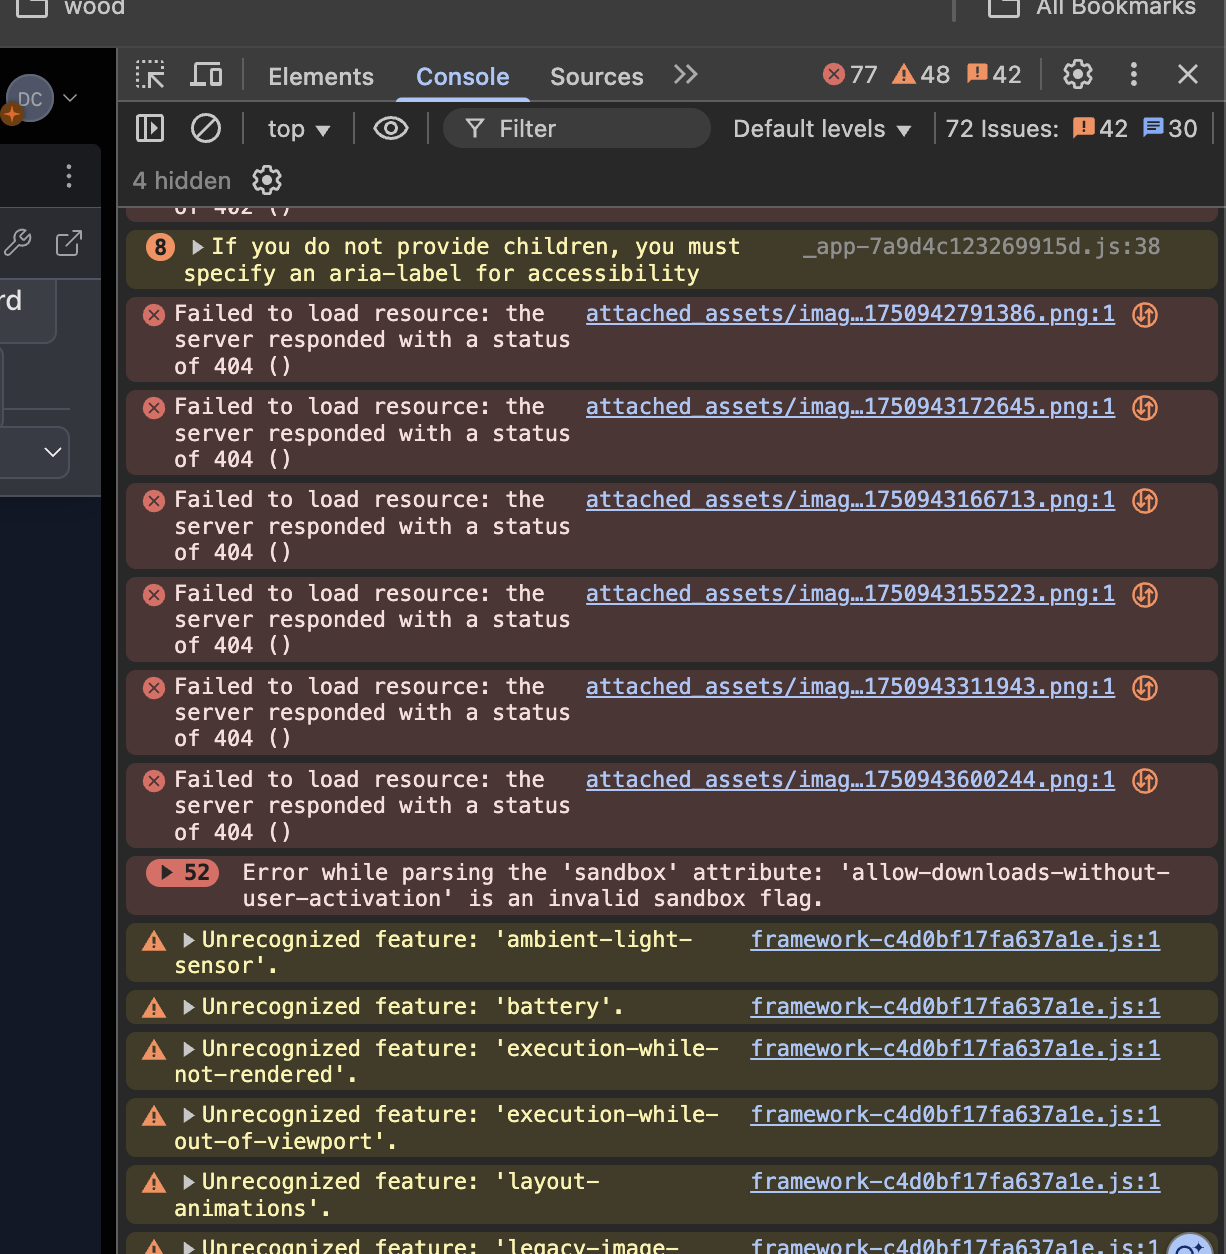 wood
All Bookmarks
DC
Elements
Console
Sources
77
48
42
top
Filter
Default levels
72 Issues:
42
30
4 hidden
of 402 ()
8
If you do not provide children, you must
_app-7a9d4c123269915d.js:38
specify an aria-label for accessibility
rd
Failed to load resource: the
attached_assets/imag…1750942791386.png:1
server responded with a status
of 404 ()
Failed to load resource: the
attached_assets/imag…1750943172645.png:1
server responded with a status
of 404 ()
Failed to load resource: the
attached_assets/imag…1750943166713.png:1
server responded with a status
of 404 ()
Failed to load resource: the
attached_assets/imag…1750943155223.png:1
server responded with a status
of 404 ()
Failed to load resource: the
attached_assets/imag…1750943311943.png:1
server responded with a status
of 404 ()
Failed to load resource: the
attached_assets/imag…1750943600244.png:1
server responded with a status
of 404 ()
52
Error while parsing the 'sandbox' attribute: 'allow-downloads-without-
user-activation' is an invalid sandbox flag.
Unrecognized feature: 'ambient-light-
framework-c4d0bf17fa637a1e.js:1
sensor'.
Unrecognized feature: 'battery'.
framework-c4d0bf17fa637a1e.js:1
Unrecognized feature: 'execution-while-
framework-c4d0bf17fa637a1e.js:1
not-rendered'.
Unrecognized feature: 'execution-while-
framework-c4d0bf17fa637a1e.js:1
out-of-viewport'.
Unrecognized feature: 'layout-
framework-c4d0bf17fa637a1e.js:1
animations'.
Unrecognized feature: 'legacy-image-
framework-c4d0bf17fa637a1e.js:1